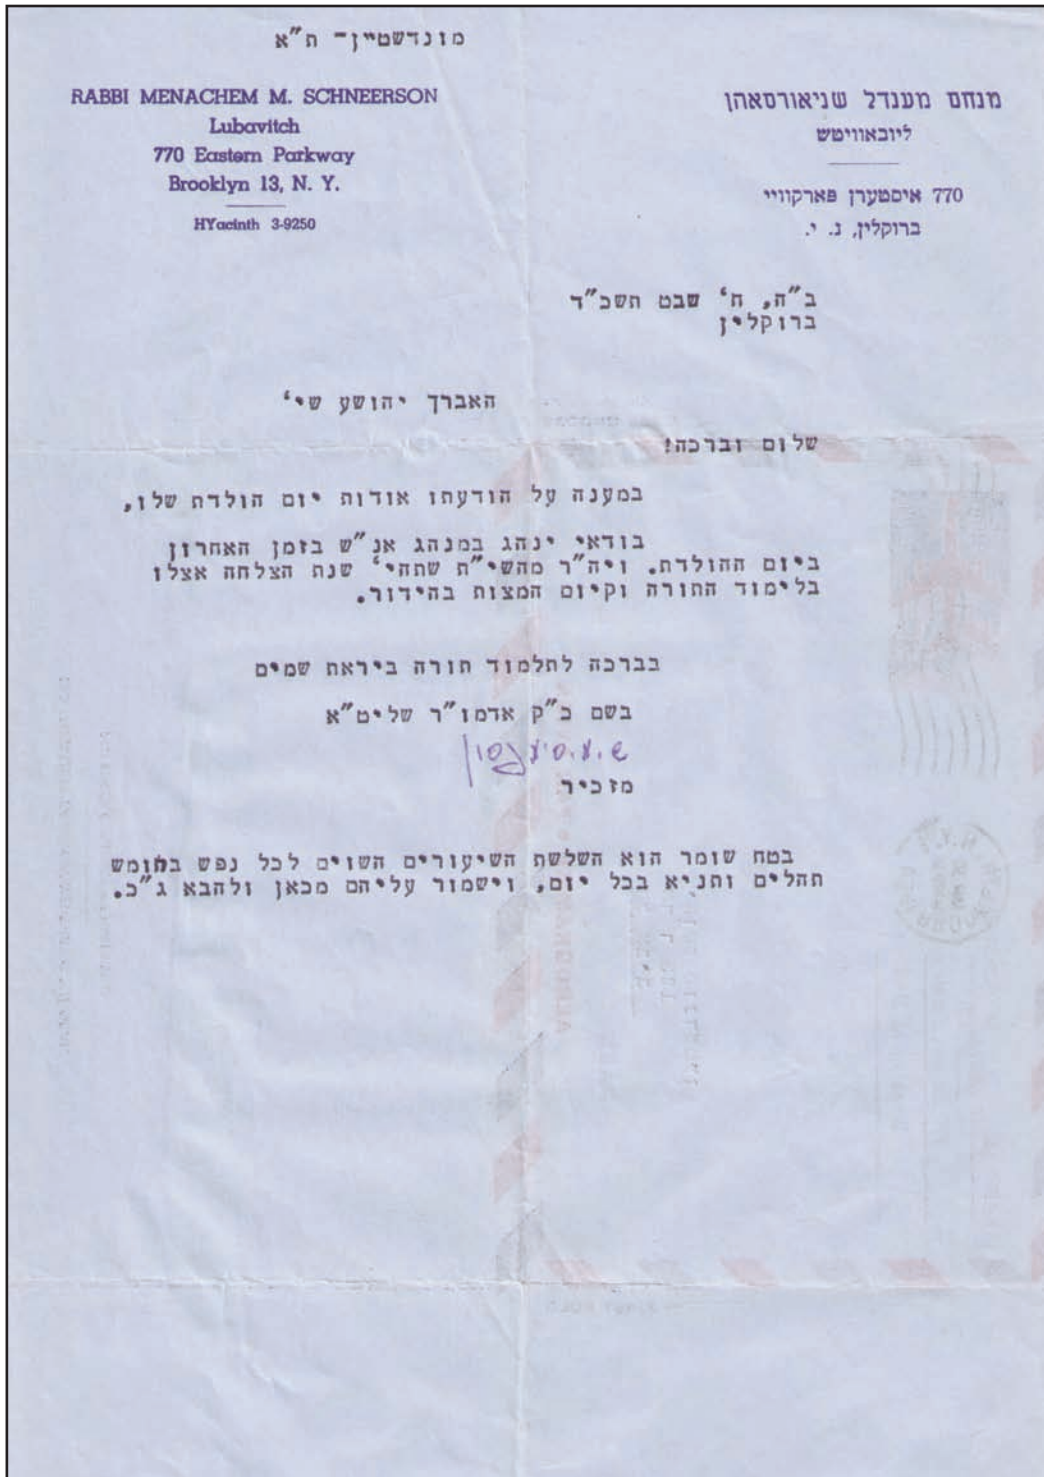 מונדשטיין- ת"א
RABBI MENACHEM M. SCHNEERSON
Lubavitch
770 Eastern Parkway
Brooklyn 13, N. Y.
HYacinth 3-9250
מנחם מענדל שניאורסאהן
ליובאוויטש
770 איסטערן פארקוויי
ברוקלין, נ. י.
ב"ה, ח' שבט תשכ"ד
ברוקלין
האברך יהושע שי'
שלום וברכה!
במענה על הודעתו אודות יום הולדת שלו,
בודאי ינהג במנהג אנ"ש בזמן האחרון
ביום ההולדת. ויה"ר מהשי"ת שתהי' שנת הצלחה אצלו
בלימוד התורה וקיום המצות בהידור.
בברכה לתלמוד תורה ביראת שמים
בשם כ"ק אדמו"ר שליט"א
מזכיר
בטח שומר הוא השלשת השיעורים השוים לכל נפש בחומש
תהלים ותניא בכל יום, וישמור עליהם מכאן ולהבא ג"כ.